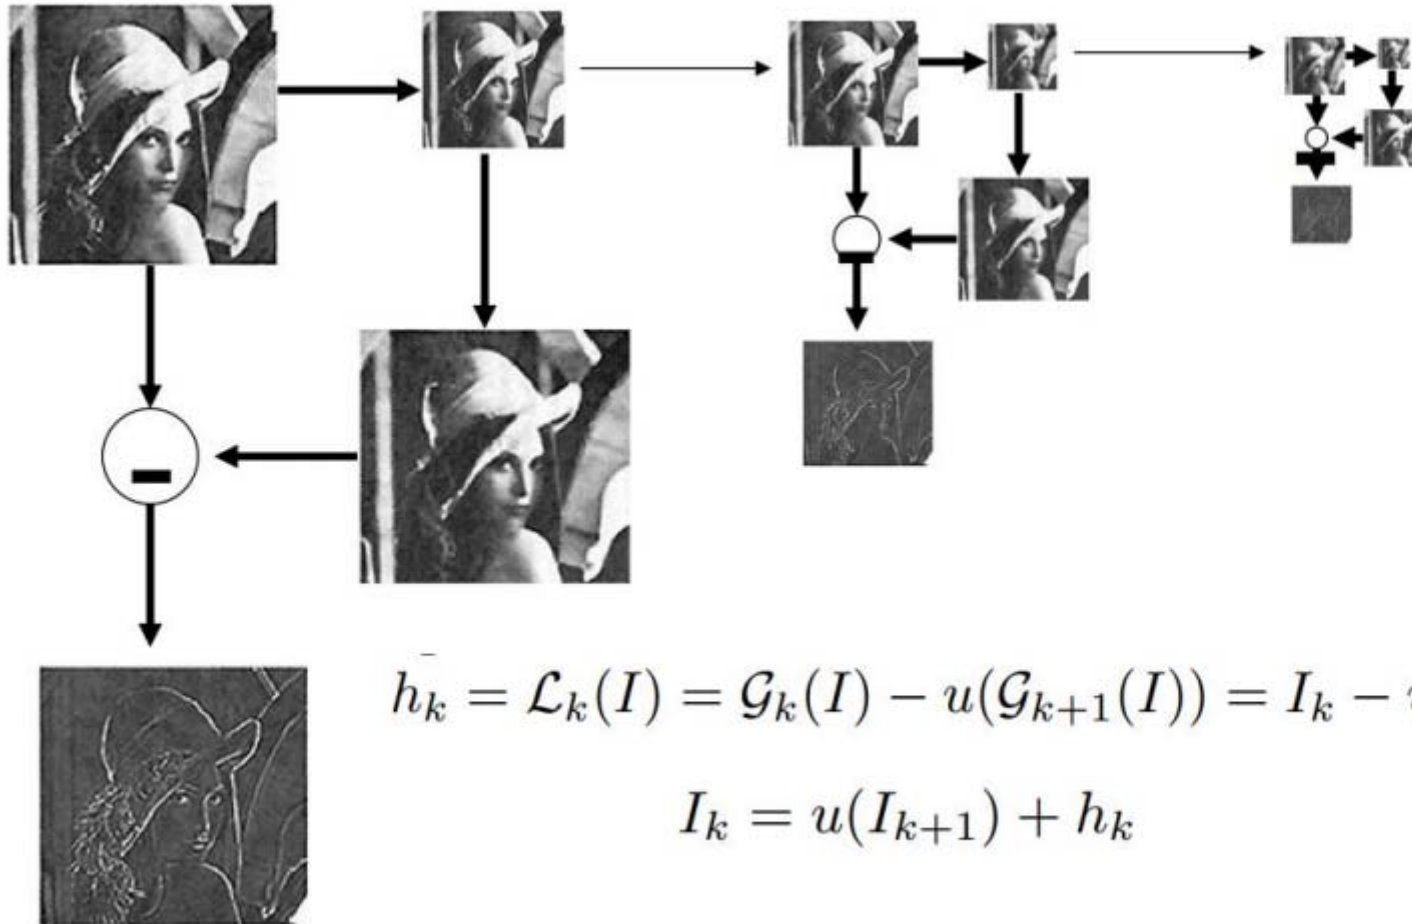 h_k = \mathcal{L}_k(I) = \mathcal{G}_k(I) - u(\mathcal{G}_{k+1}(I)) = I_k -
I_k = u(I_{k+1}) + h_k